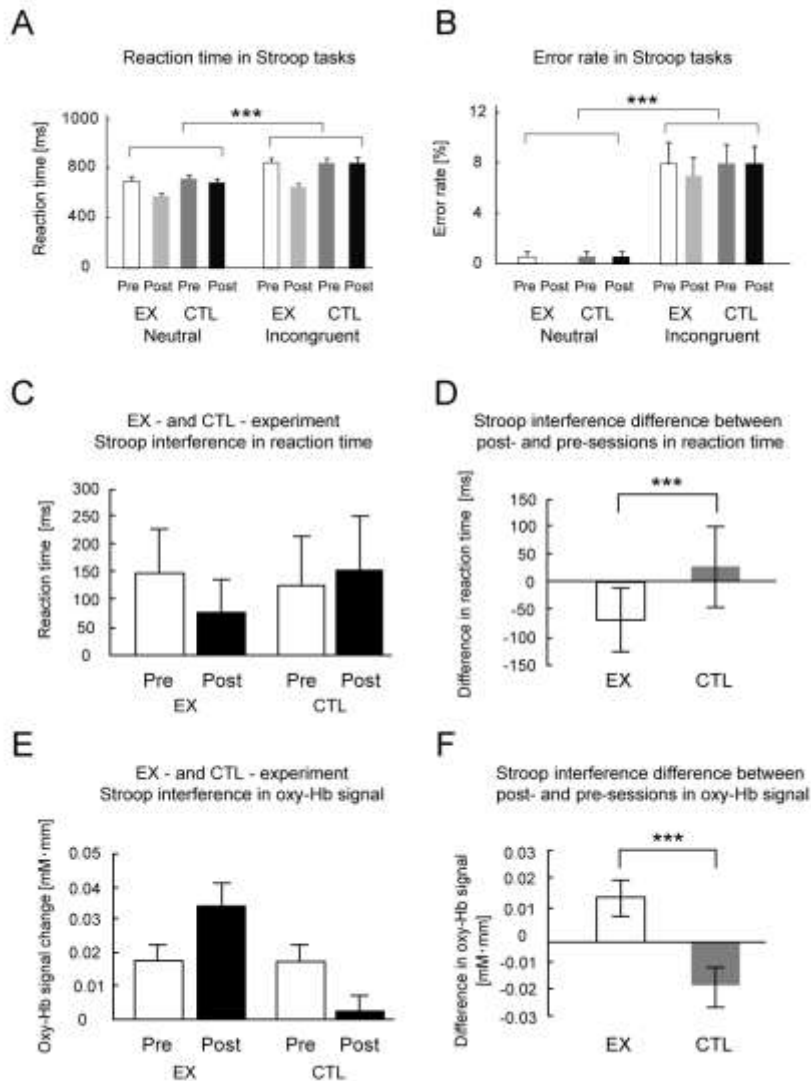 A
Reaction time in Stroop tasks
Reaction time [ms]
1000
800
400
0
***
Pre Post Pre Post Pre Post Pre Post
EX CTL EX CTL
Neutral Incongruent
B
Error rate in Stroop tasks
Error rate [%]
12
8
4
0
***
Pre Post Pre Post Pre Post Pre Post
EX CTL EX CTL
Neutral Incongruent
C
EX - and CTL - experiment
Stroop interference in reaction time
Reaction time [ms]
300
250
200
150
100
50
0
Pre Post Pre Post
EX CTL
D
Stroop interference difference between
post- and pre-sessions in reaction time
Difference in reaction time [ms]
150
100
50
0
-50
-100
-150
***
EX CTL
E
EX - and CTL - experiment
Stroop interference in oxy-Hb signal
Oxy-Hb signal change [mM·mm]
0.05
0.04
0.03
0.02
0.01
0
Pre Post Pre Post
EX CTL
F
Stroop interference difference between
post- and pre-sessions in oxy-Hb signal
Difference in oxy-Hb signal
[mM·mm]
0.03
0.02
0.01
0
-0.01
-0.02
-0.03
***
EX CTL